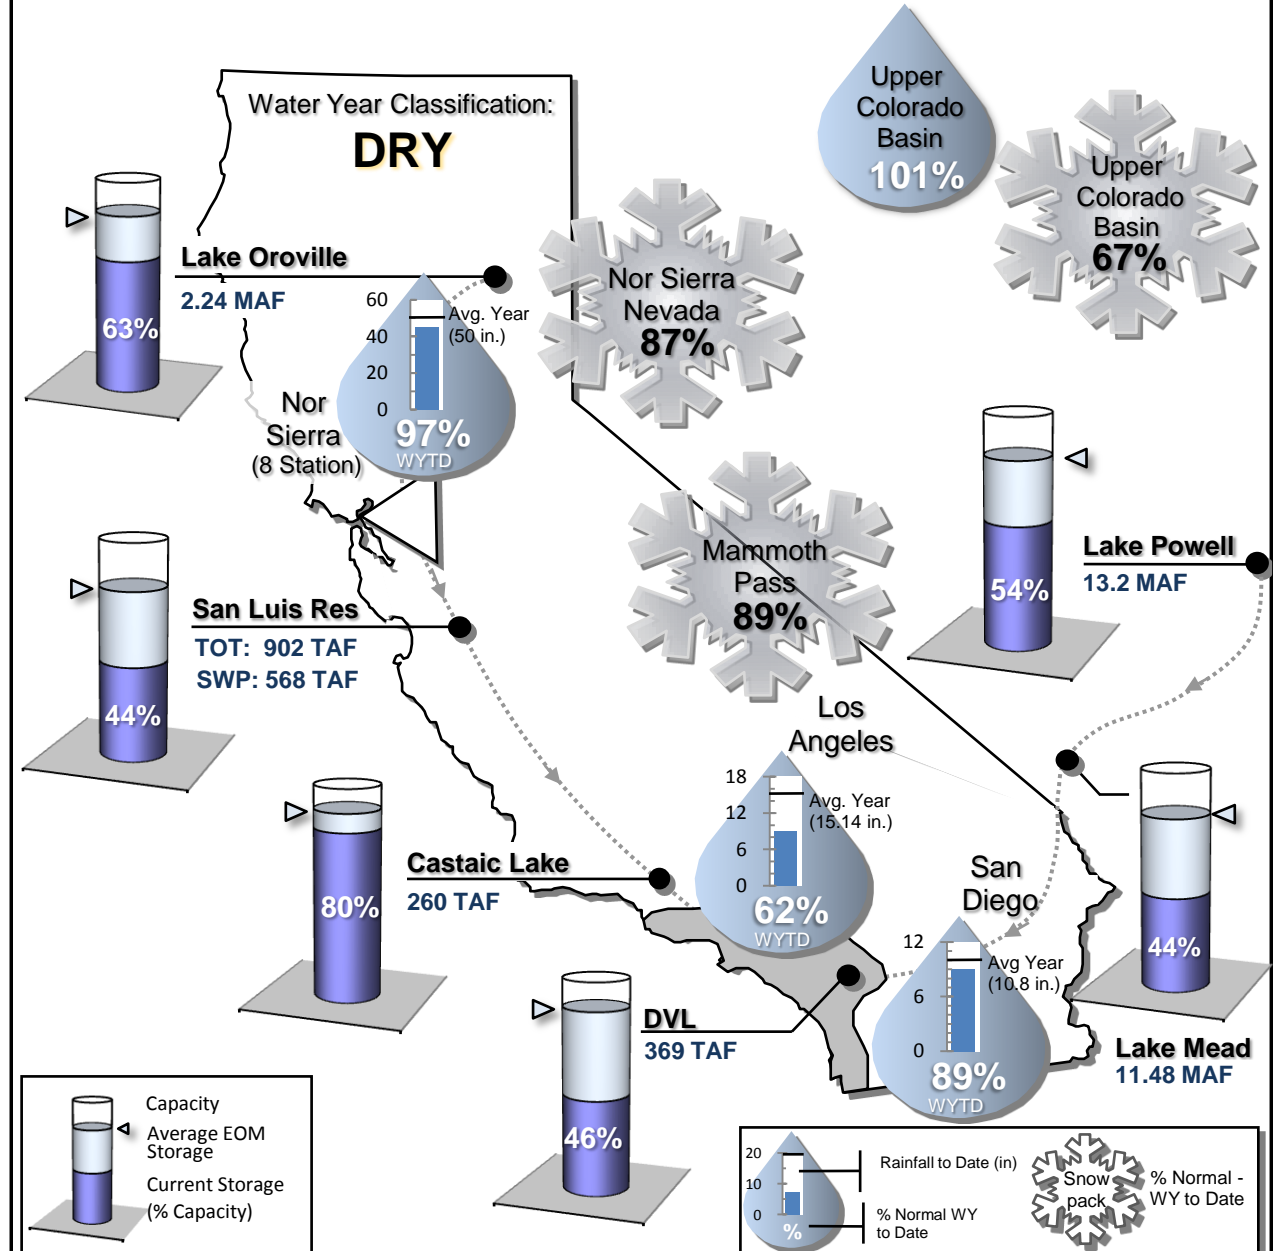 Water Year Classification:
DRY
Upper
Colorado
Basin
101%
Upper
Colorado
Basin
67%
Lake Oroville
2.24 MAF
63%
60
40
20
0
Avg. Year
(50 in.)
97%
WYTD
Nor
Sierra
(8 Station)
Nor Sierra
Nevada
87%
Mammoth
Pass
89%
Lake Powell
13.2 MAF
54%
San Luis Res
TOT: 902 TAF
SWP: 568 TAF
44%
Los
Angeles
18
12
6
0
Avg. Year
(15.14 in.)
62%
WYTD
Castaic Lake
260 TAF
80%
San
Diego
12
6
0
Avg Year
(10.8 in.)
89%
WYTD
44%
Lake Mead
11.48 MAF
DVL
369 TAF
46%
Capacity
Average EOM
Storage
Current Storage
(% Capacity)
20
10
0
%
Rainfall to Date (in)
% Normal WY
to Date
Snow
pack
% Normal -
WY to Date